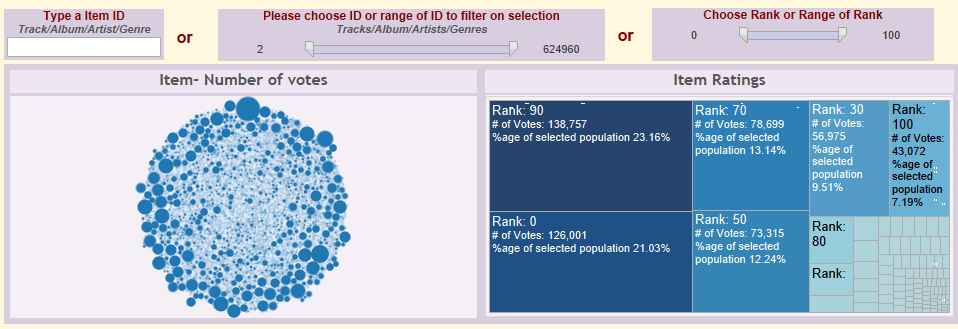 Type a Item ID
Track/Album/Artist/Genre
or
Please choose ID or range of ID to filter on selection
Tracks/Album/Artists/Genres
2
624960
or
Choose Rank or Range of Rank
0
100
Item- Number of votes
Item Ratings
Rank: 90
# of Votes: 138,757
%age of selected population 23.16%
Rank: 70
# of Votes: 78,699
%age of selected
population 13.14%
Rank: 30
# of Votes:
56,975
%age of
selected
population
9.51%
Rank:
100
# of Votes:
43,072
%age of
selected
population
7.19%
Rank: 0
# of Votes: 126,001
%age of selected population 21.03%
Rank: 50
# of Votes: 73,315
%age of selected
population 12.24%
Rank:
80
Rank: